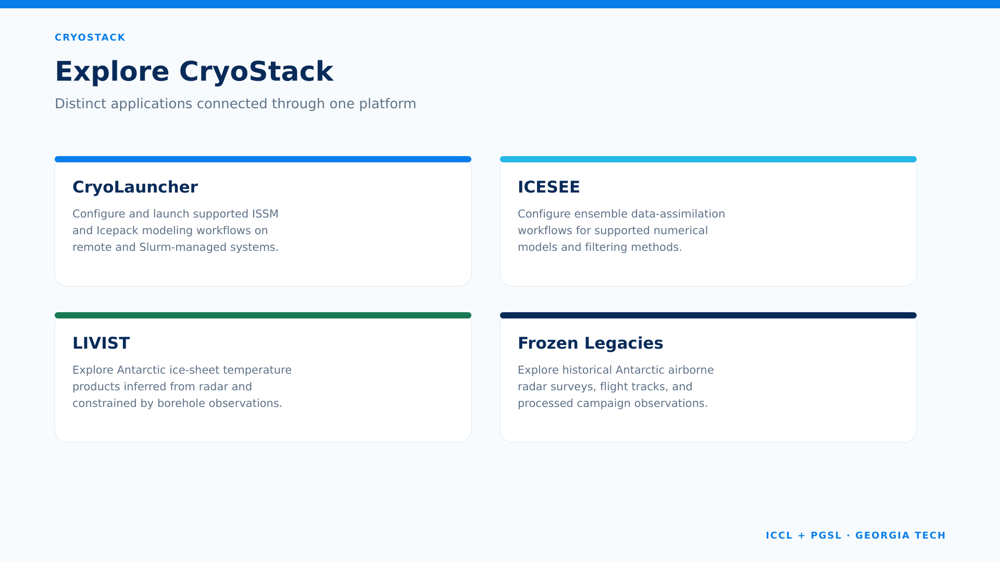 CRYOSTACK
Explore CryoStack
Distinct applications connected through one platform
CryoLauncher
Configure and launch supported ISSM
and Icepack modeling workflows on
remote and Slurm-managed systems.
ICESEE
Configure ensemble data-assimilation
workflows for supported numerical
models and filtering methods.
LIVIST
Explore Antarctic ice-sheet temperature
products inferred from radar and
constrained by borehole observations.
Frozen Legacies
Explore historical Antarctic airborne
radar surveys, flight tracks, and
processed campaign observations.
ICCL + PGSL · GEORGIA TECH